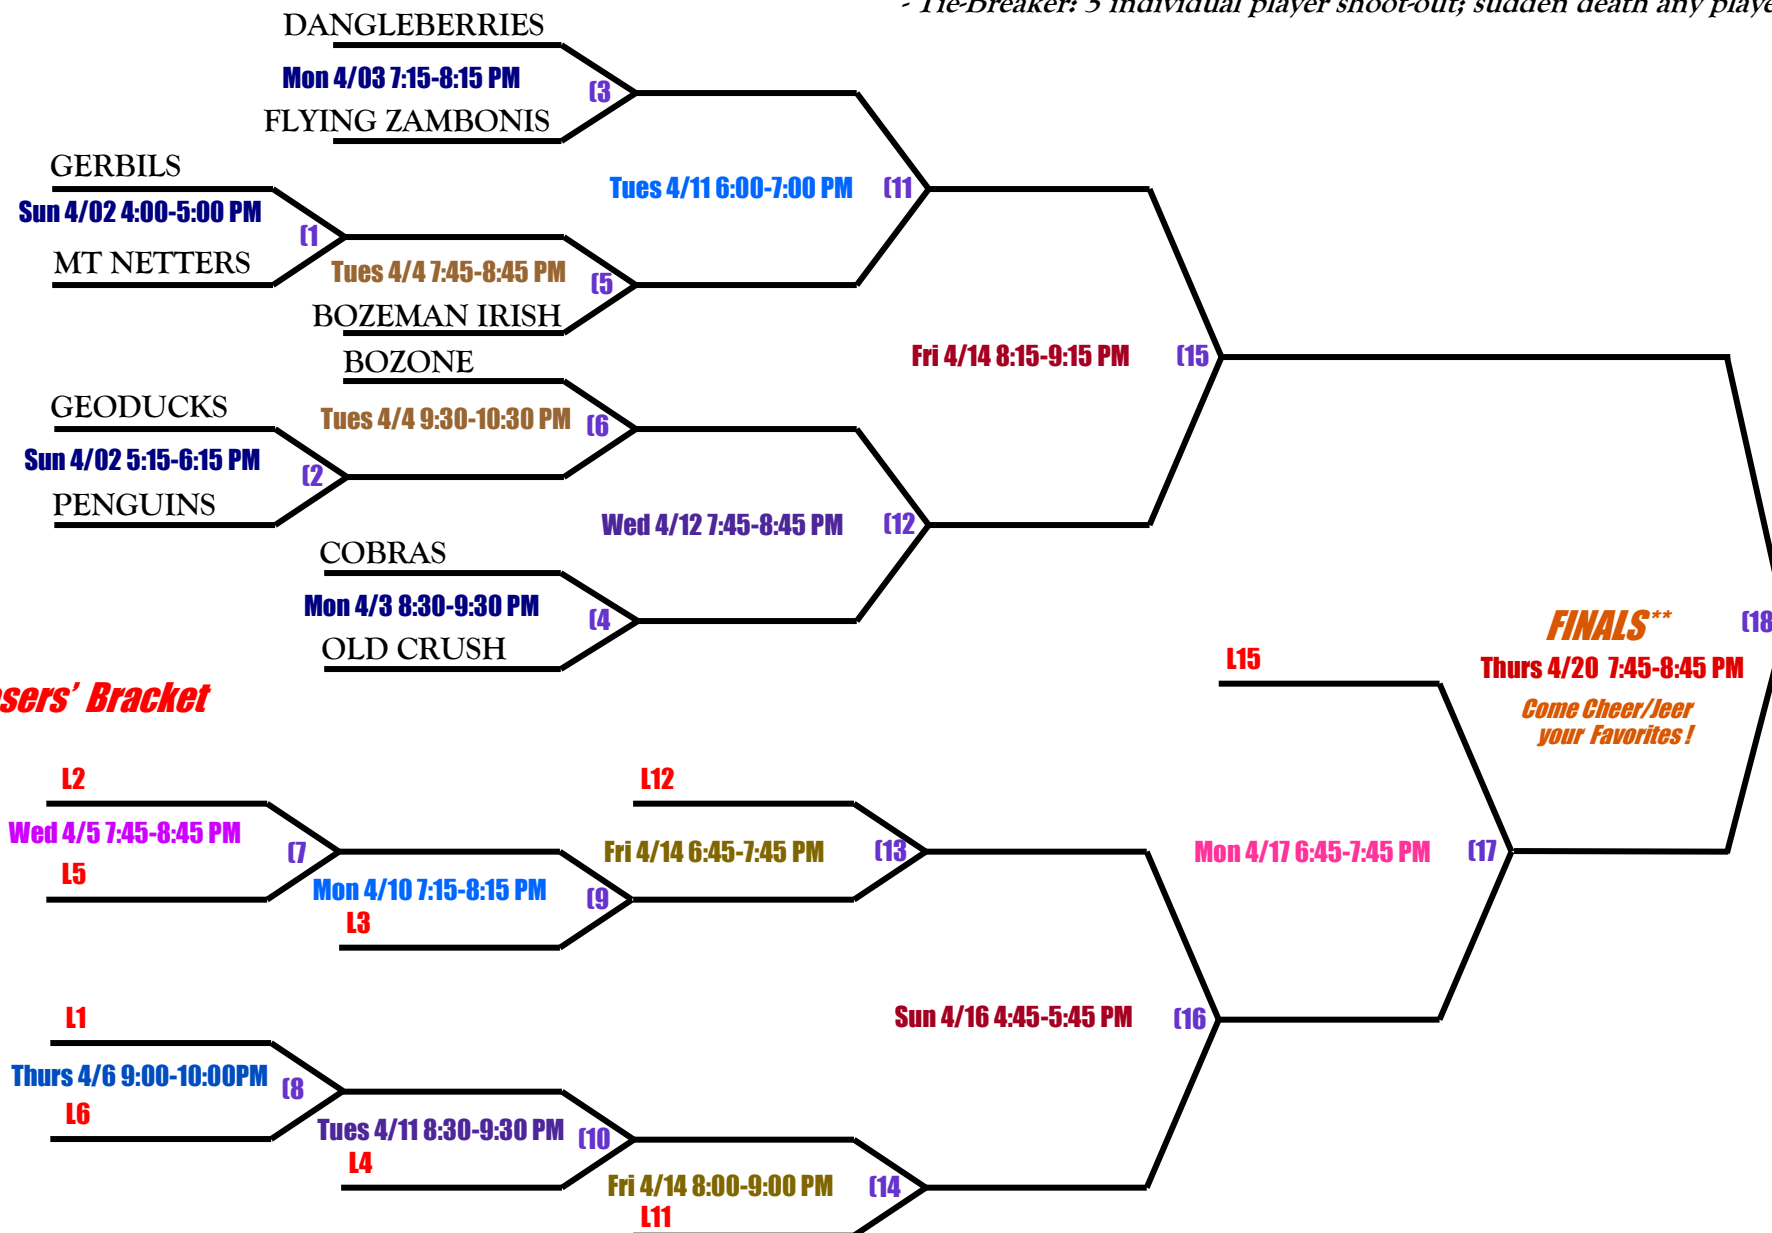 - Tie-Breaker: 3 individual player shoot-out; sudden death any
DANGLEBERRIES
Mon 4/03 7:15-8:15 PM
(3
FLYING ZAMBONIS
GERBILS
Sun 4/02 4:00-5:00 PM
(1
MT NETTERS
Tues 4/11 6:00-7:00 PM
(11
Tues 4/4 7:45-8:45 PM
(5
BOZEMAN IRISH
BOZONE
Fri 4/14 8:15-9:15 PM
(15
GEODUCKS
Tues 4/4 9:30-10:30 PM
(6
Sun 4/02 5:15-6:15 PM
(2
PENGUINS
Wed 4/12 7:45-8:45 PM
(12
COBRAS
Mon 4/3 8:30-9:30 PM
(4
OLD CRUSH
FINALS**
(18
Thurs 4/20 7:45-8:45 PM
Come Cheer/Jeer
your Favorites !
L15
Bracket
L2
Wed 4/5 7:45-8:45 PM
(7
L5
L12
Fri 4/14 6:45-7:45 PM
(13
Mon 4/17 6:45-7:45 PM
(17
Mon 4/10 7:15-8:15 PM
(9
L3
L1
Sun 4/16 4:45-5:45 PM
(16
Thurs 4/6 9:00-10:00PM
(8
L6
Tues 4/11 8:30-9:30 PM
(10
L4
Fri 4/14 8:00-9:00 PM
(14
L11